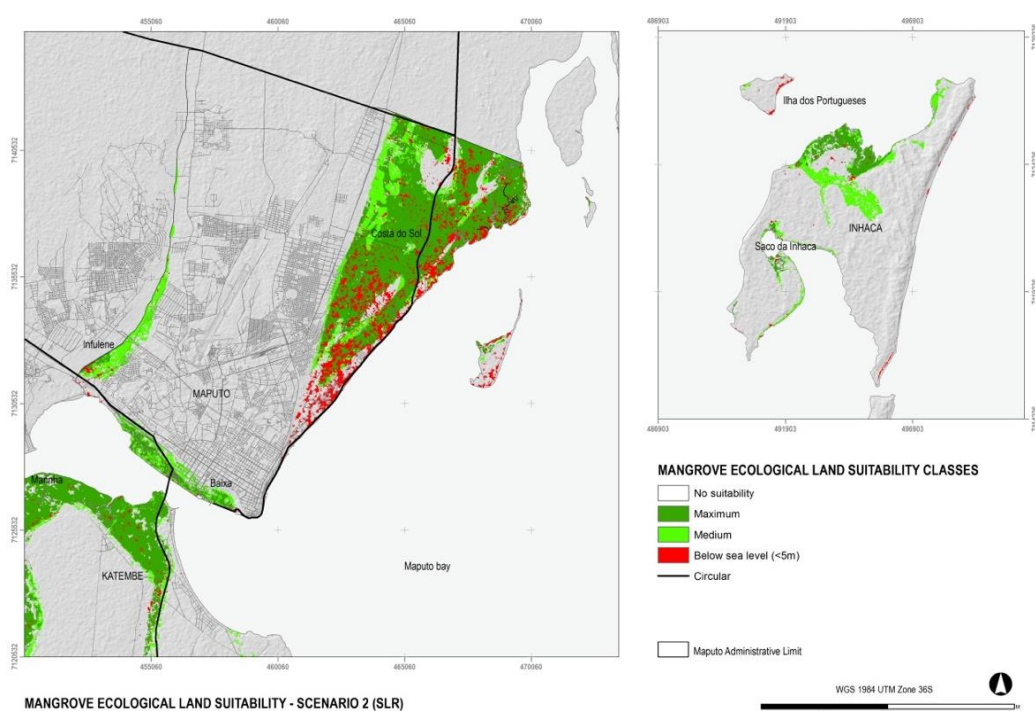 455060 460060 465060 470060
7140532
7135532
7130532
7125532
7120532
Costa do Sol
Infulene
MAPUTO
Marinha
Baixa
KATEMBE
Maputo bay
MANGROVE ECOLOGICAL LAND SUITABILITY - SCENARIO 2 (SLR)
486903 491903 496903
Ilha dos Portugueses
INHACA
Saco da Inhaca
486903 491903 496903
MANGROVE ECOLOGICAL LAND SUITABILITY CLASSES
No suitability
Maximum
Medium
Below sea level (<5m)
Circular
Maputo Administrative Limit
WGS 1984 UTM Zone 36S
455060 460060 465060 470060